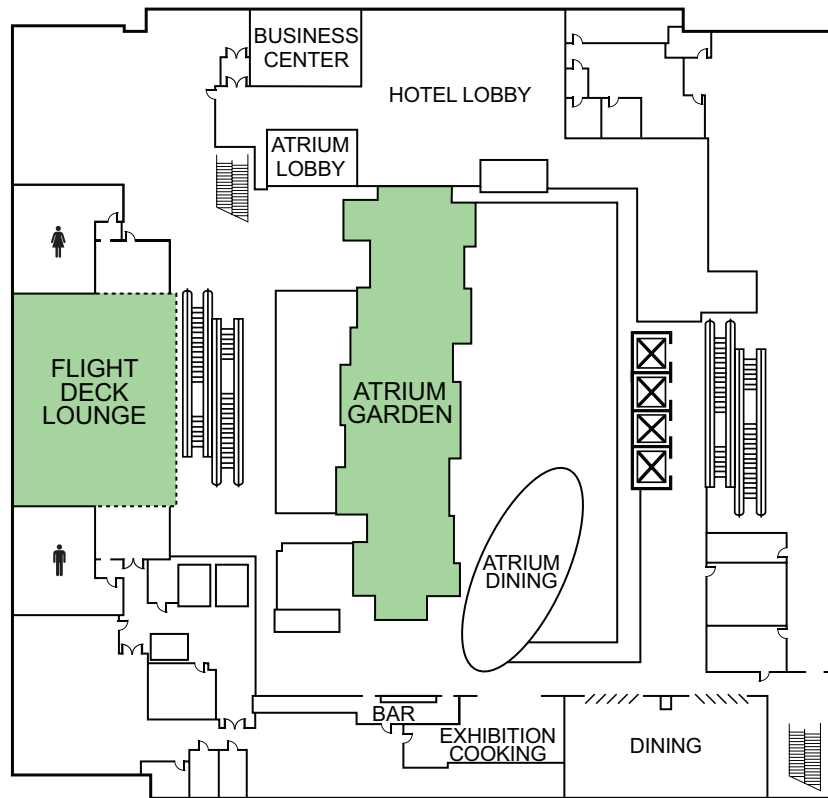 BUSINESS
CENTER
HOTEL LOBBY
ATRIUM
LOBBY
FLIGHT
DECK
LOUNGE
ATRIUM
GARDEN
ATRIUM
DINING
BAR
EXHIBITION
COOKING
DINING